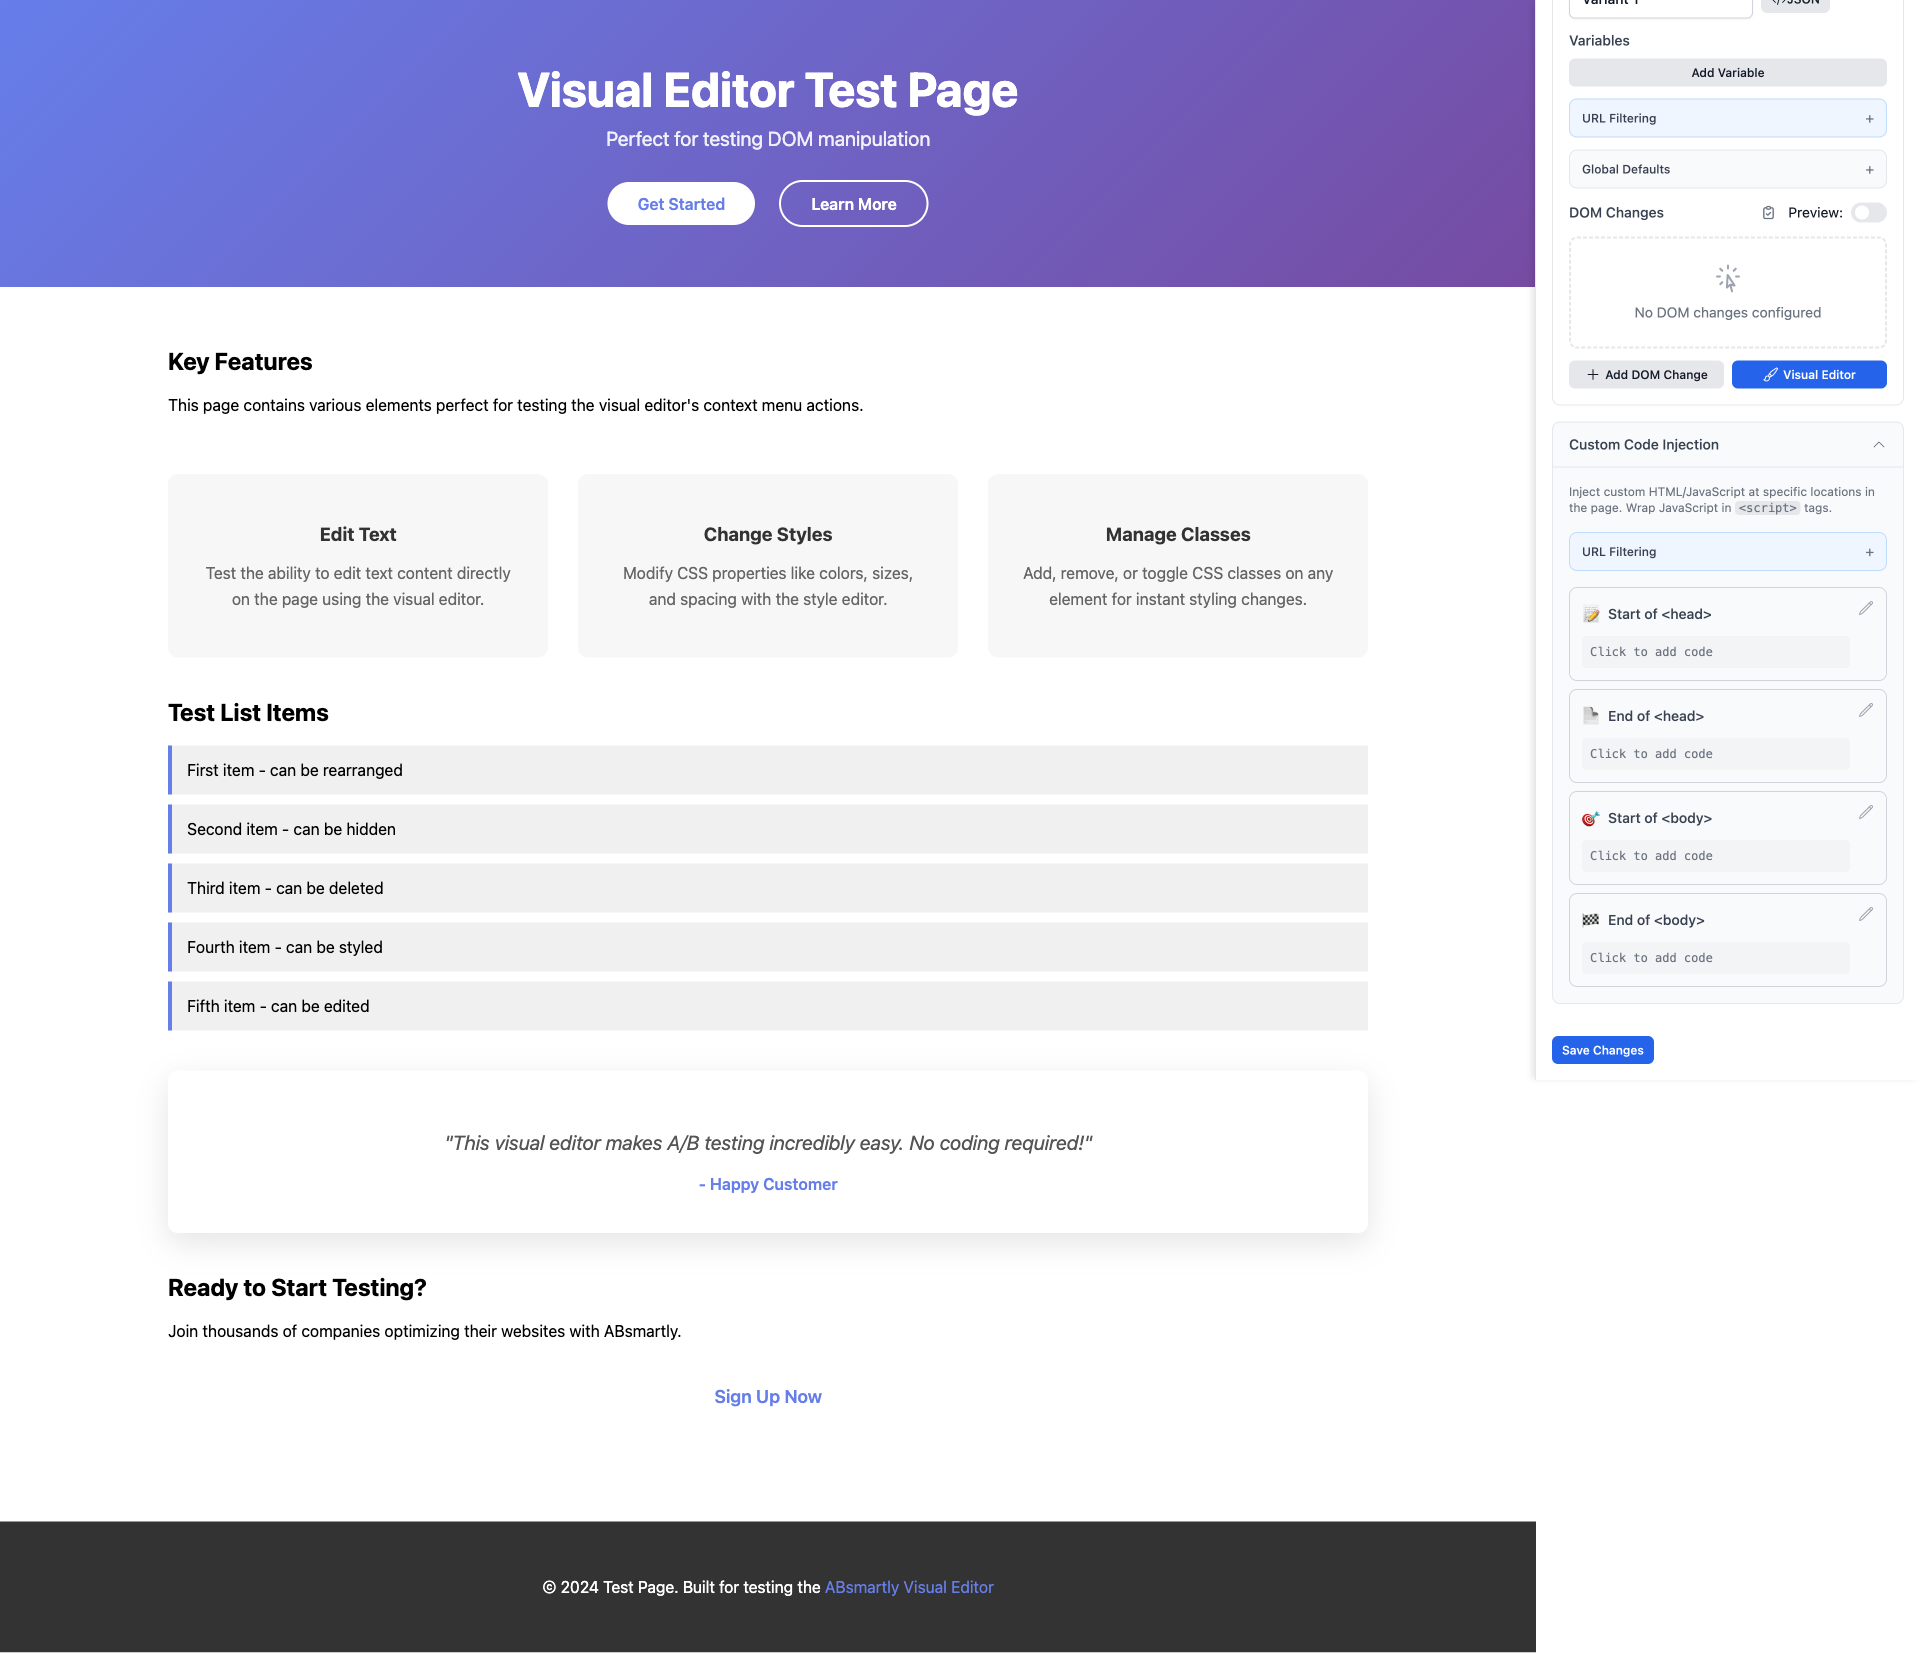 Visual Editor Test Page
Perfect for testing DOM manipulation
Get Started
Learn More
Key Features
This page contains various elements perfect for testing the visual editor's context menu actions.
Edit Text
Test the ability to edit text content directly
on the page using the visual editor.
Change Styles
Modify CSS properties like colors, sizes,
and spacing with the style editor.
Manage Classes
Add, remove, or toggle CSS classes on any
element for instant styling changes.
Test List Items
First item - can be rearranged
Second item - can be hidden
Third item - can be deleted
Fourth item - can be styled
Fifth item - can be edited
"This visual editor makes A/B testing incredibly easy. No coding required!"
- Happy Customer
Ready to Start Testing?
Join thousands of companies optimizing their websites with ABsmartly.
Sign Up Now
© 2024 Test Page. Built for testing the ABsmartly Visual Editor
Variant 1
</>JSON
Variables
Add Variable
URL Filtering +
Global Defaults +
DOM Changes
Preview:
No DOM changes configured
+ Add DOM Change
Visual Editor
Custom Code Injection
Inject custom HTML/JavaScript at specific locations in
the page. Wrap JavaScript in <script> tags.
URL Filtering +
Start of <head>
Click to add code
End of <head>
Click to add code
Start of <body>
Click to add code
End of <body>
Click to add code
Save Changes